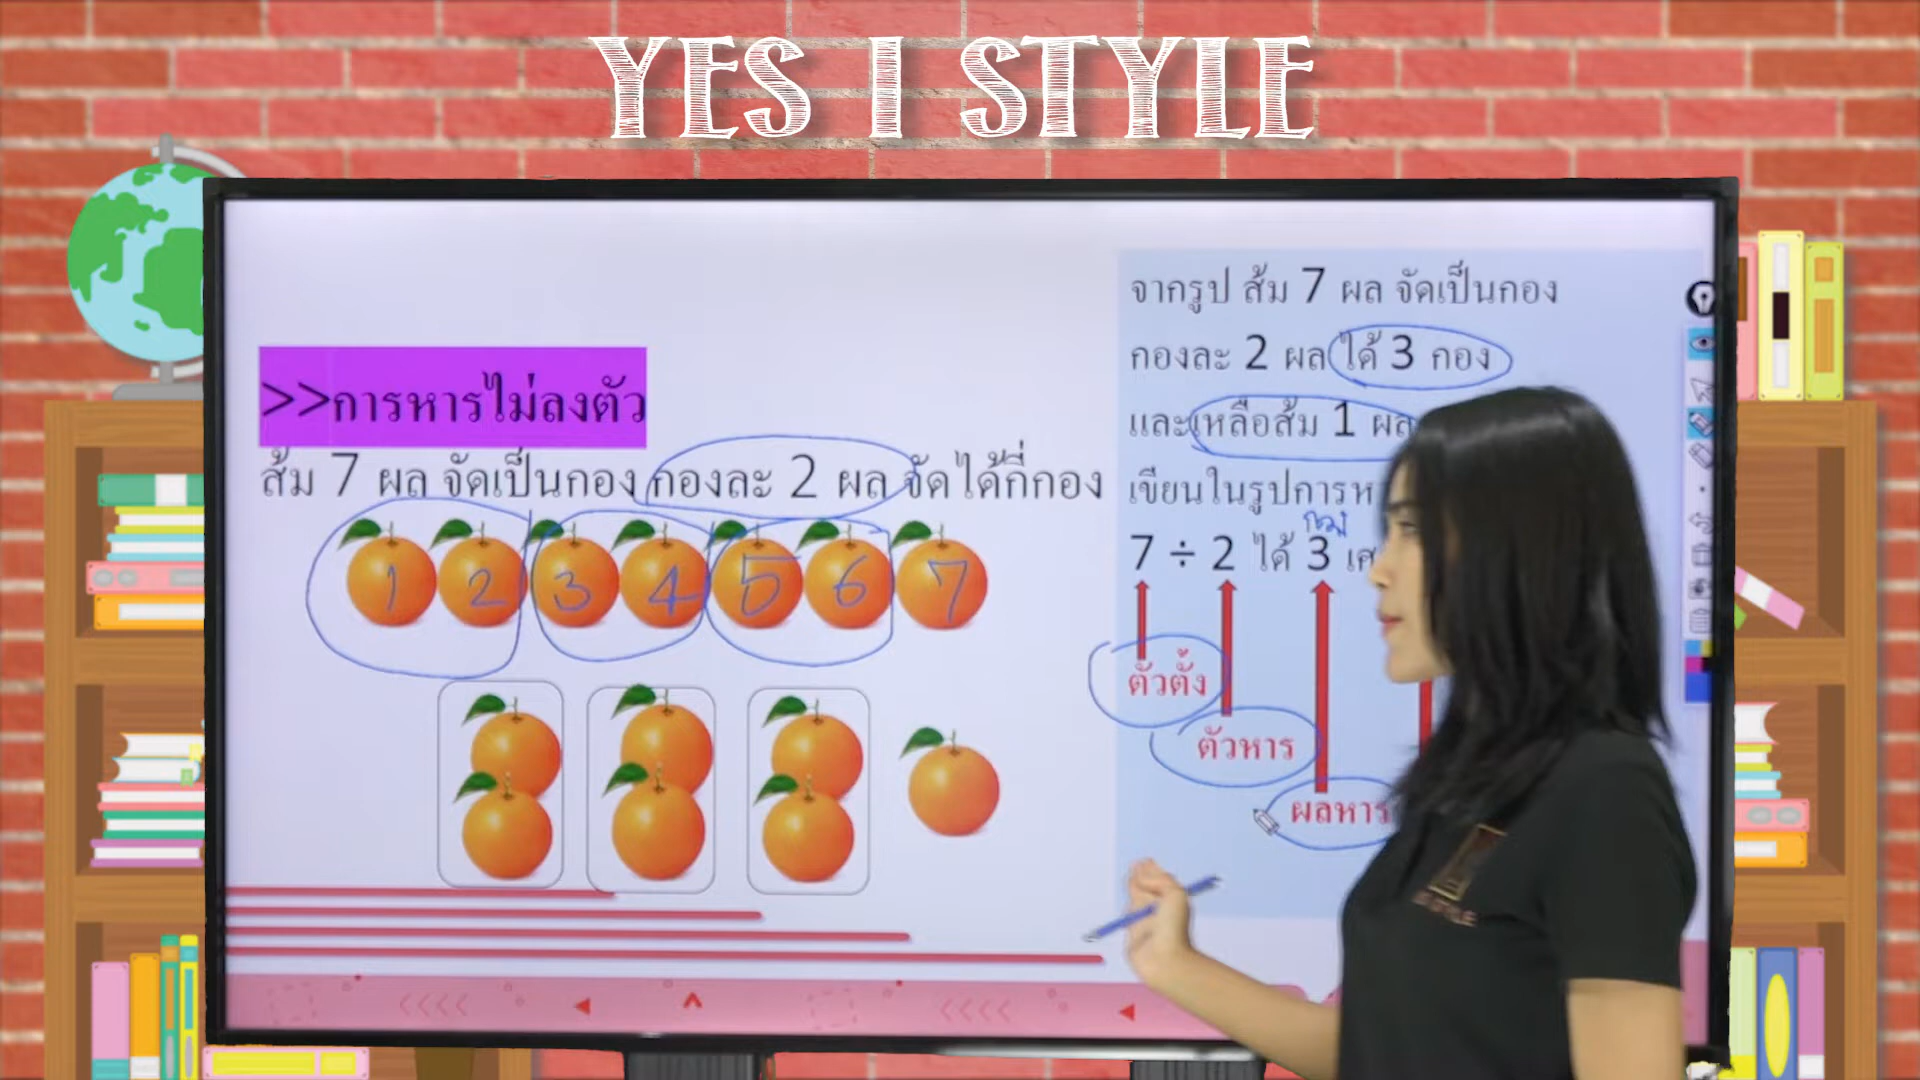 YES I STYLE
>>การหารไม่ลงตัว
ส้ม 7 ผล จัดเป็นกอง กองละ 2 ผล จัดได้กี่กอง
1 2 3 4 5 6 7
จากรูป ส้ม 7 ผล จัดเป็นกอง
กองละ 2 ผล ได้ 3 กอง
และเหลือส้ม 1 ผล
เขียนในรูปการห
7 ÷ 2 ได้ 3 เศ
ตัวตั้ง
ตัวหาร
ผลหาร